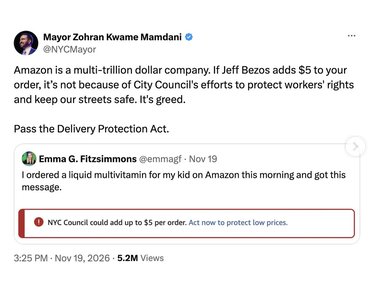 Mayor Zohran Kwame Mamdani
@NYCMayor
Amazon is a multi-trillion dollar company. If Jeff Bezos adds $5 to your
order, it's not because of City Council's efforts to protect workers' rights
and keep our streets safe. It's greed.
Pass the Delivery Protection Act.
Emma G. Fitzsimmons @emmagf · Nov 19
I ordered a liquid multivitamin for my kid on Amazon this morning and got this
message.
NYC Council could add up to $5 per order. Act now to protect low prices.
3:25 PM · Nov 19, 2026 · 5.2M Views